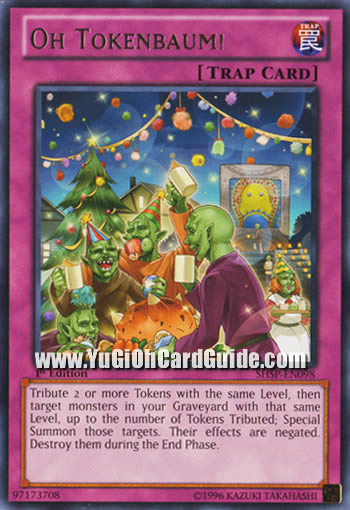 OH TOKENBAUM!
TRAP
罠
[TRAP CARD]
www.YuGiOhCardGuide.com
1st Edition
SHSP-EN098
Tribute 2 or more Tokens with the same Level, then
target monsters in your Graveyard with that same
Level, up to the number of Tokens Tributed; Special
Summon those targets. Their effects are negated.
Destroy them during the End Phase.
97173708
©1996 KAZUKI TAKAHASHI